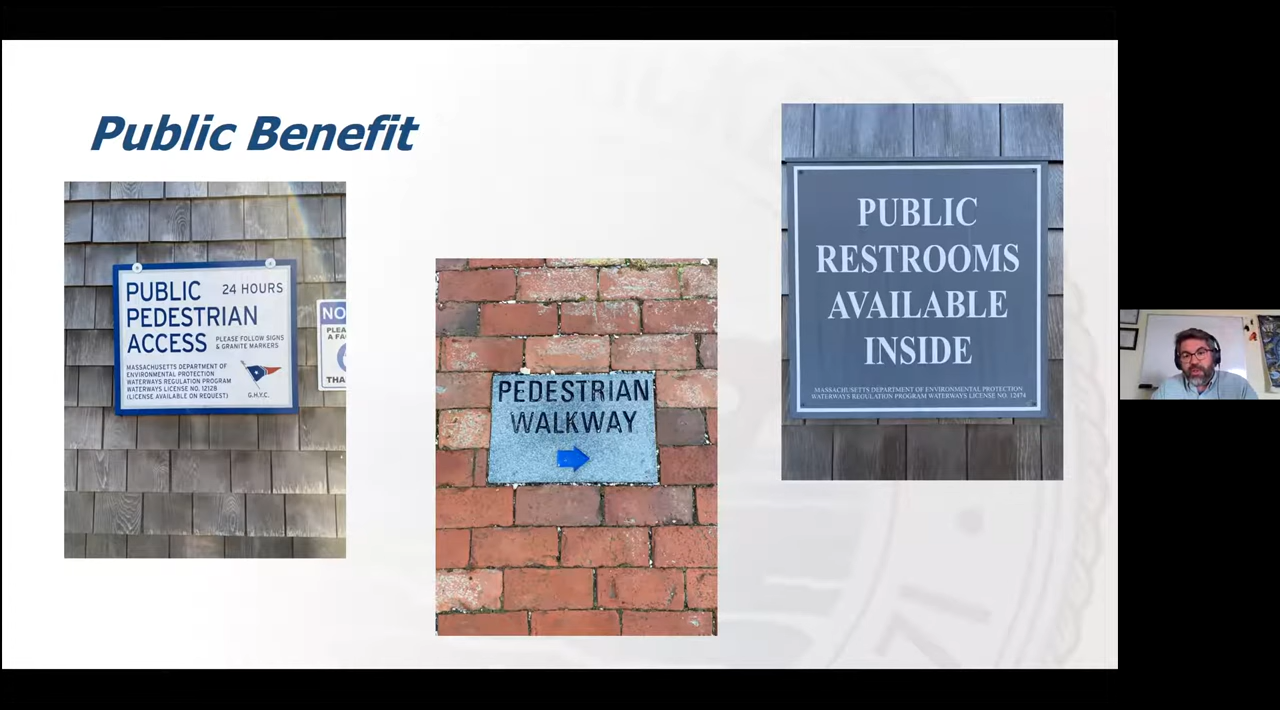 Public Benefit
PUBLIC
24 HOURS
PEDESTRIAN
ACCESS
PLEASE FOLLOW SIGNS
& GRANITE MARKERS
MASSACHUSETTS DEPARTMENT OF
ENVIRONMENTAL PROTECTION
WATERWAYS REGULATION PROGRAM
WATERWAYS LICENSE NO. 12128
(LICENSE AVAILABLE ON REQUEST)
G.H.Y.C.
NO
PLEA
A FA
THA
PEDESTRIAN
WALKWAY
PUBLIC
RESTROOMS
AVAILABLE
INSIDE
MASSACHUSETTS DEPARTMENT OF ENVIRONMENTAL PROTECTION
WATERWAYS REGULATION PROGRAM WATERWAYS LICENSE NO. 12474